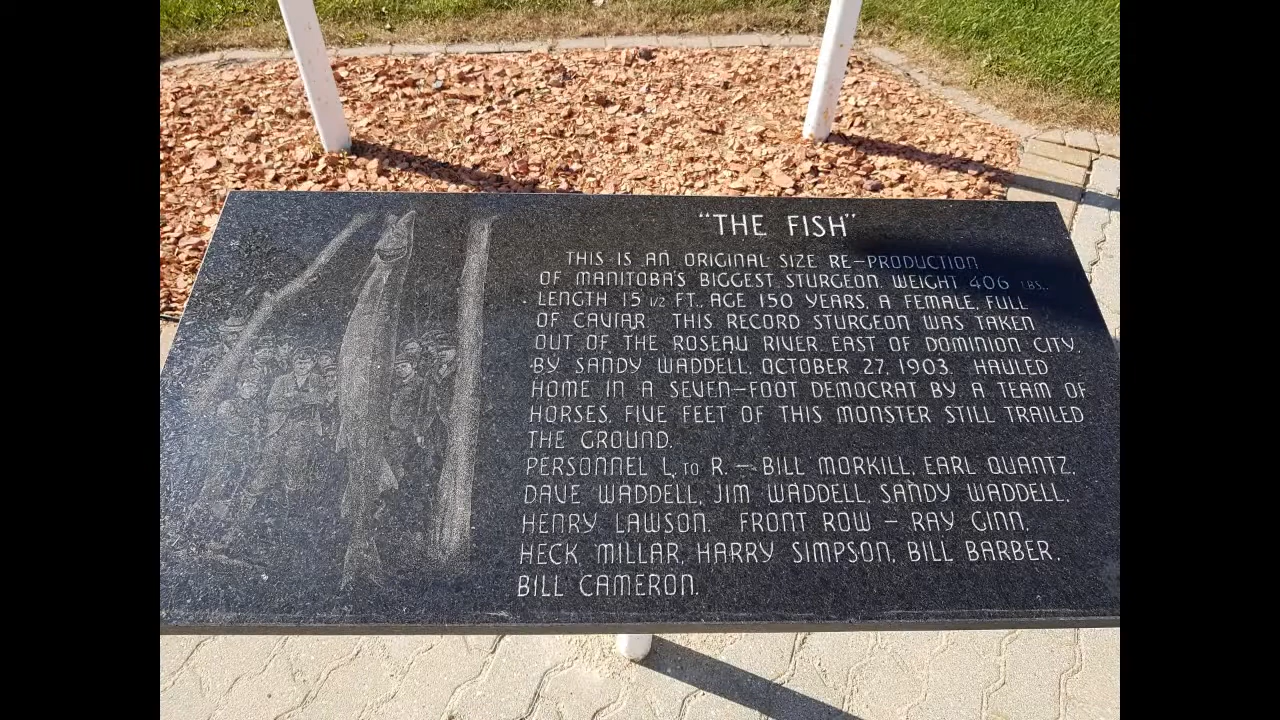 "THE FISH"
THIS IS AN ORIGINAL SIZE RE-PRODUCTION
OF MANITOBA'S BIGGEST STURGEON. WEIGHT 406 LBS.,
LENGTH 15 1/2 FT., AGE 150 YEARS, A FEMALE, FULL
OF CAVIAR. THIS RECORD STURGEON WAS TAKEN
OUT OF THE ROSEAU RIVER, EAST OF DOMINION CITY,
BY SANDY WADDELL, OCTOBER 27, 1903. HAULED
HOME IN A SEVEN-FOOT DEMOCRAT BY A TEAM OF
HORSES, FIVE FEET OF THIS MONSTER STILL TRAILED
THE GROUND.
PERSONNEL L. TO R. - BILL MORKILL, EARL QUANTZ,
DAVE WADDELL, JIM WADDELL, SANDY WADDELL,
HENRY LAWSON. FRONT ROW - RAY GINN,
HECK MILLAR, HARRY SIMPSON, BILL BARBER,
BILL CAMERON.